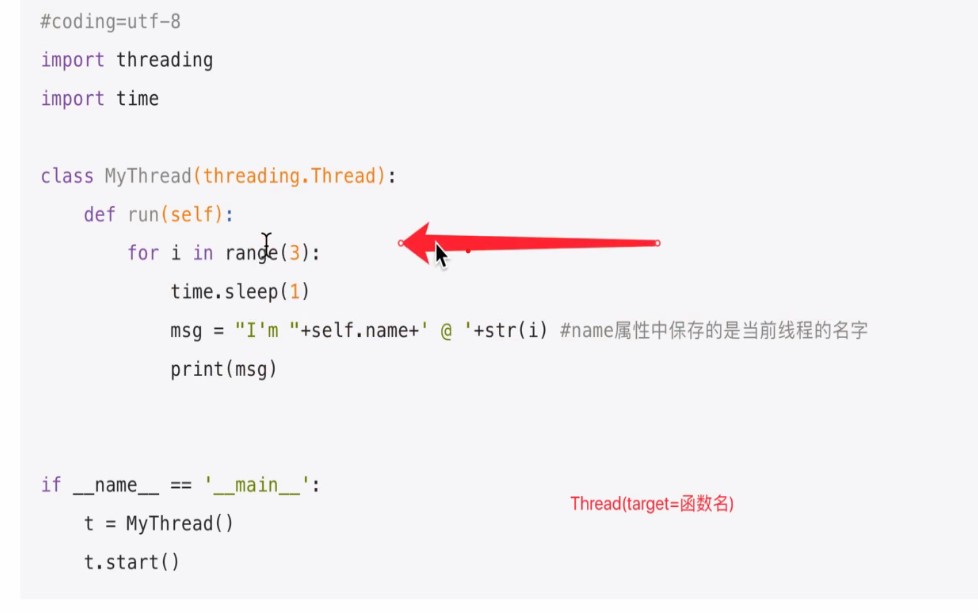 #coding=utf-8
import threading
import time
class MyThread(threading.Thread):
    def run(self):
        for i in range(3):
            time.sleep(1)
            msg = "I'm "+self.name+' @ '+str(i) #name属性中保存的是当前线程的名字
            print(msg)
if __name__ == '__main__':
Thread(target=函数名)
    t = MyThread()
    t.start()